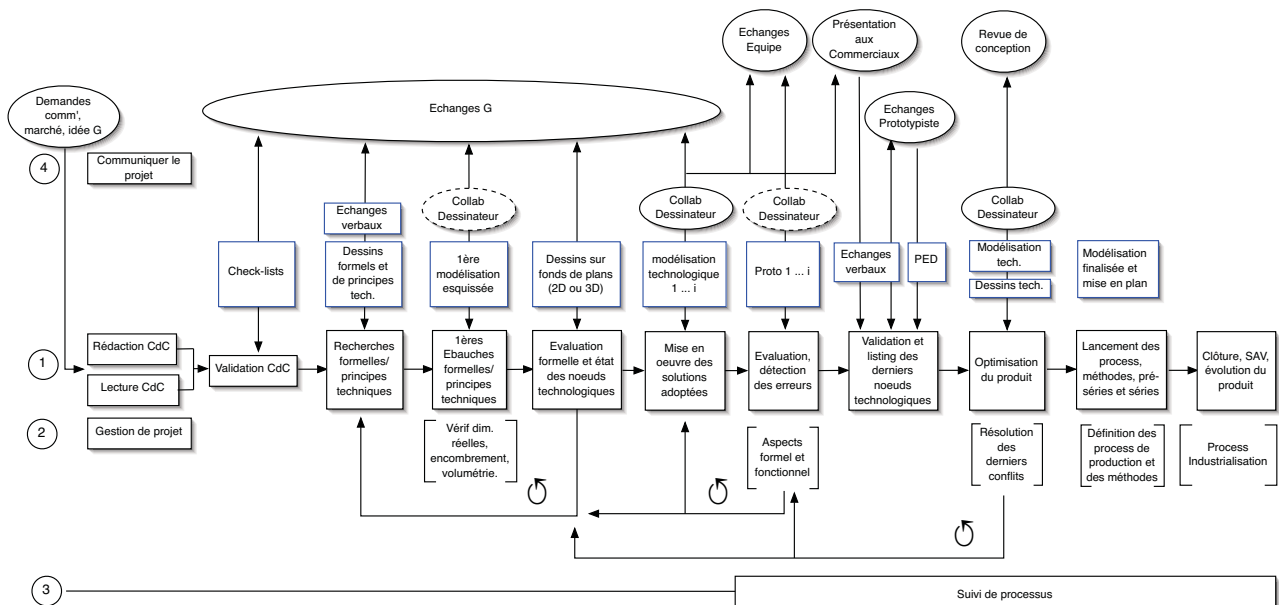 Echanges
Equipe
Présentation
aux
Commerciaux
Revue de
conception
Demandes
comm',
marché, idée G
Echanges G
Echanges
Prototypiste
4
Communiquer le
projet
Echanges
verbaux
Collab
Dessinateur
Collab
Dessinateur
Collab
Dessinateur
Collab
Dessinateur
Check-lists
Dessins
formels et
de principes
tech.
1ère
modélisation
esquissée
Dessins sur
fonds de plans
(2D ou 3D)
modélisation
technologique
1 ... i
Proto 1 ... i
Echanges
verbaux
PED
Modélisation
tech.
Dessins tech.
Modélisation
finalisée et
mise en plan
1
Rédaction CdC
Lecture CdC
Validation CdC
Recherches
formelles/
principes
techniques
1ères
Ebauches
formelles/
principes
techniques
Evaluation
formelle et état
des noeuds
technologiques
Mise en
oeuvre des
solutions
adoptées
Evaluation,
détection
des erreurs
Validation et
listing des
derniers
noeuds
technologiques
Optimisation
du produit
Lancement des
process,
méthodes, pré-
séries et séries
Clôture, SAV,
évolution du
produit
2
Gestion de projet
Vérif dim.
réelles,
encombrement,
volumétrie.
Aspects
formel et
fonctionnel
Résolution
des
derniers
conflits
Définition des
process de
production et
des méthodes
Process
Industrialisation
3
Suivi de processus